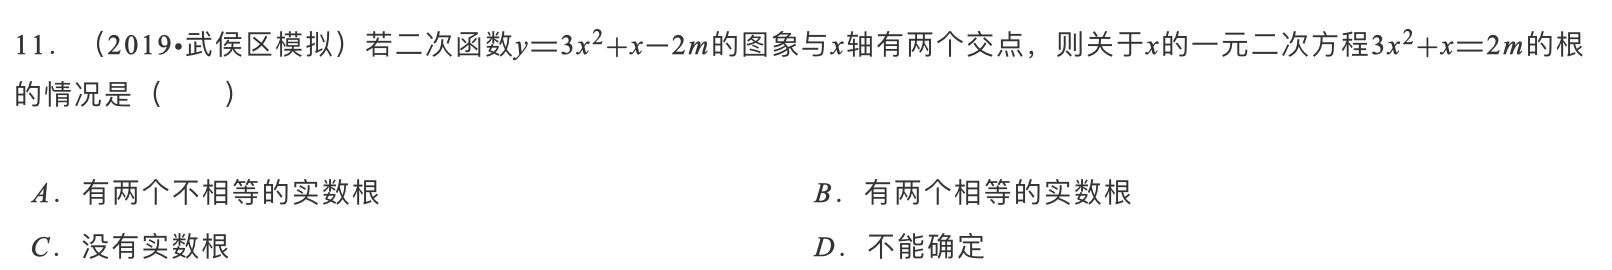 11. （2019•武侯区模拟）若二次函数y=3x²+x−2m的图象与x轴有两个交点，则关于x的一元二次方程3x²+x=2m的根
的情况是（　　）
A. 有两个不相等的实数根　　B. 有两个相等的实数根
C. 没有实数根　　D. 不能确定